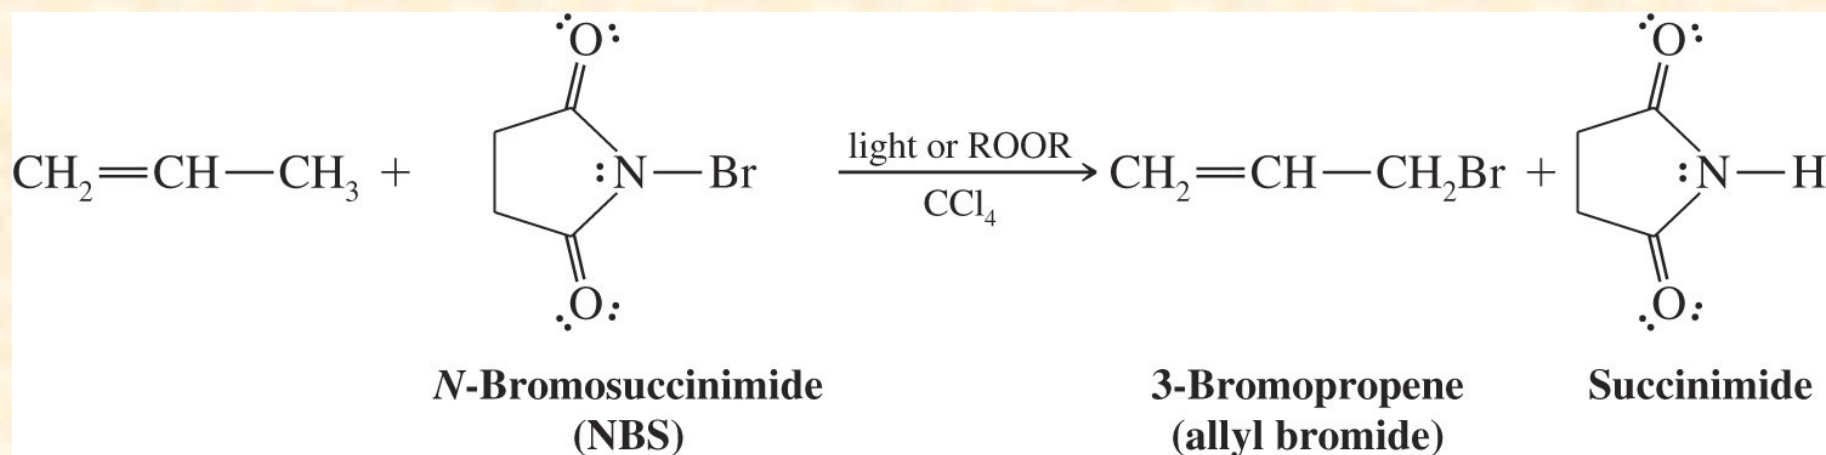 :O:
:O:
CH₂=CH—CH₃ + :N—Br light or ROOR CH₂=CH—CH₂Br + :N—H
CCl₄
:O:
:O:
N-Bromosuccinimide 3-Bromopropene Succinimide
(NBS) (allyl bromide)